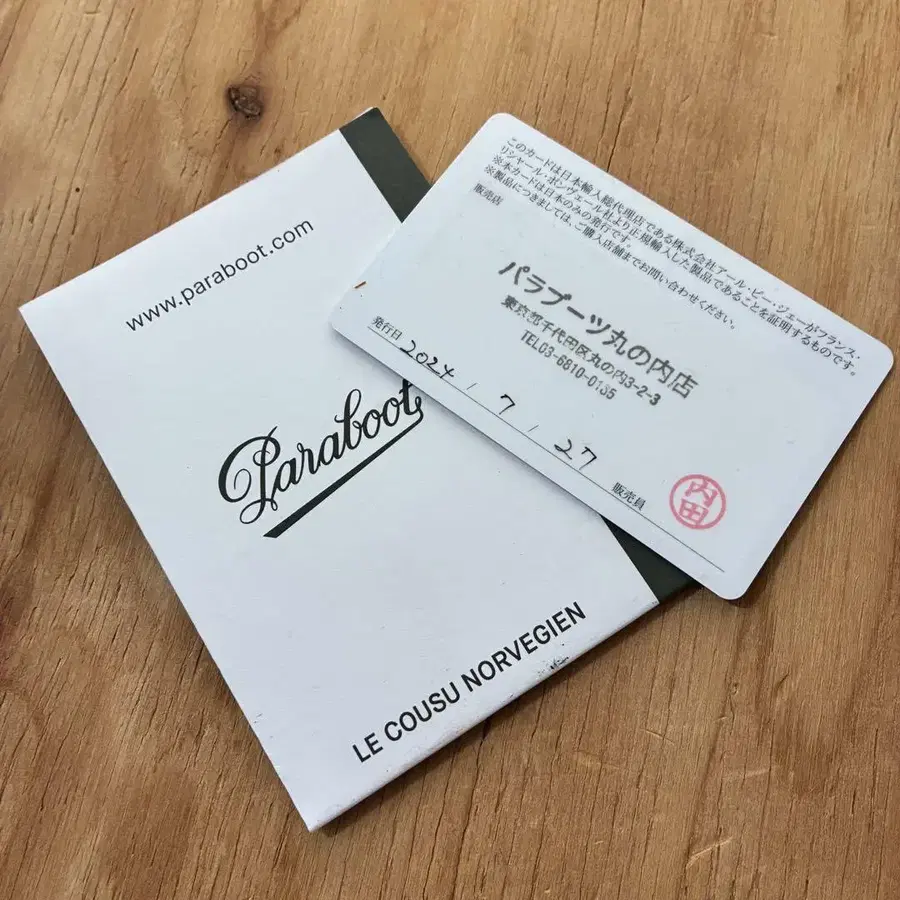 www.paraboot.com
Paraboot
LE COUSU NORVEGIEN
このカードは日本輸入総代理店である株式会社アール・ピー・ジェーがフランス・
リシャール・ポンヴェール社より正規輸入した製品であることを証明するものです。
※本カードは日本のみの発行です。
※製品につきましては、ご購入店舗までお問い合わせください。
販売店
パラブーツ丸の内店
東京都千代田区丸の内3-2-3
TEL03-6810-0135
発行日 2024 / 7 / 27
販売員 内田